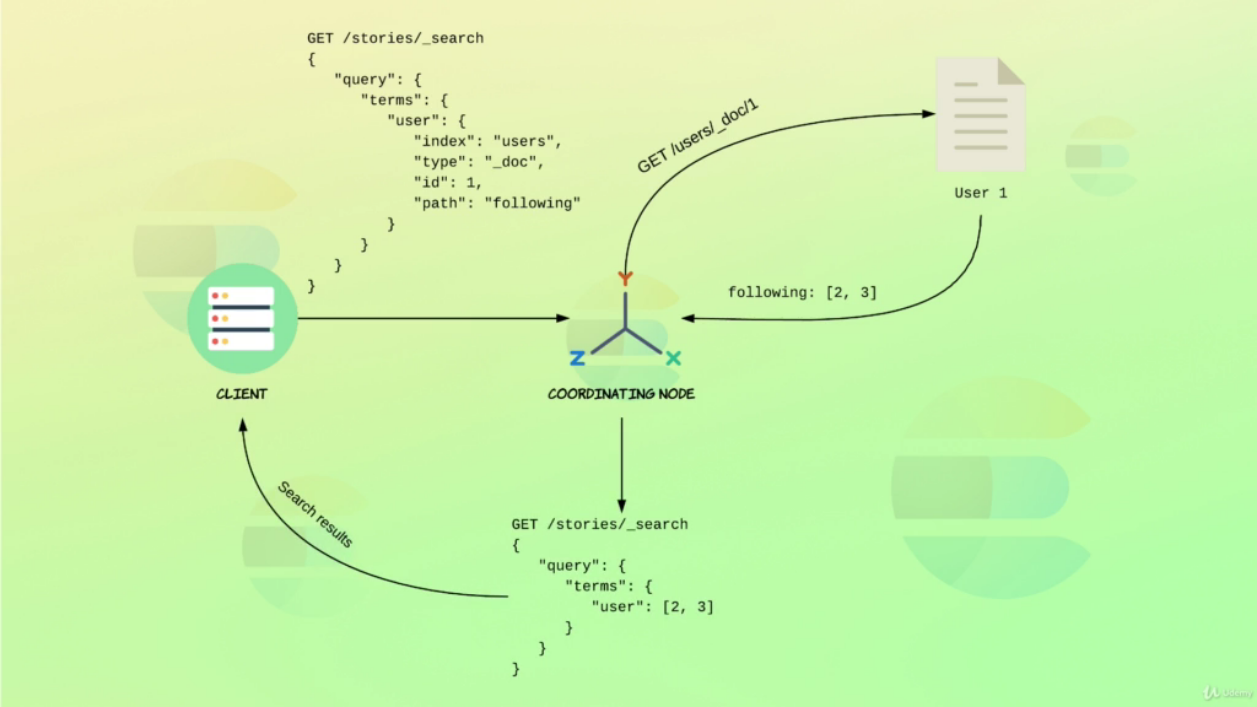 GET /stories/_search
{
"query": {
"terms": {
"user": {
"index": "users",
"type": "_doc",
"id": 1,
"path": "following"
}
}
}
}
GET /users/_doc/1
User 1
following: [2, 3]
Y
Z
X
CLIENT
COORDINATING NODE
Search results
GET /stories/_search
{
"query": {
"terms": {
"user": [2, 3]
}
}
}
Udemy